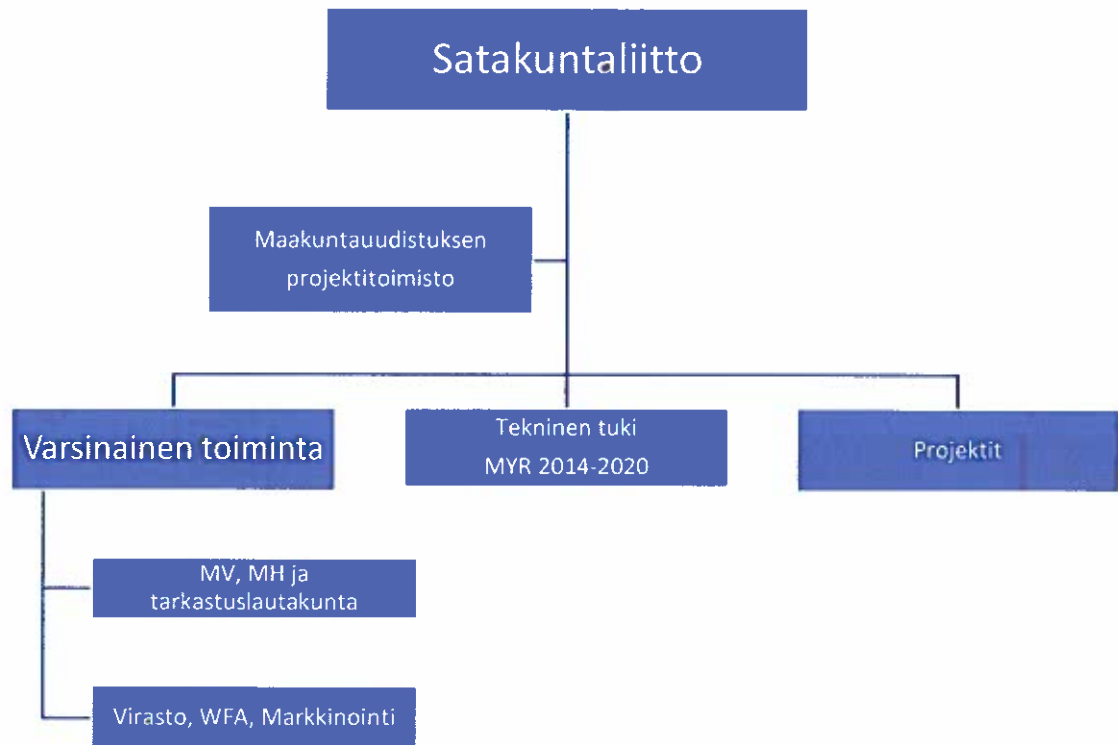 Satakuntaliitto
Maakuntauudistuksen
projektitoimisto
Varsinainen toiminta
Tekninen tuki
MYR 2014-2020
Projektit
MV, MH ja
tarkastuslautakunta
Virasto, WFA, Markkinointi